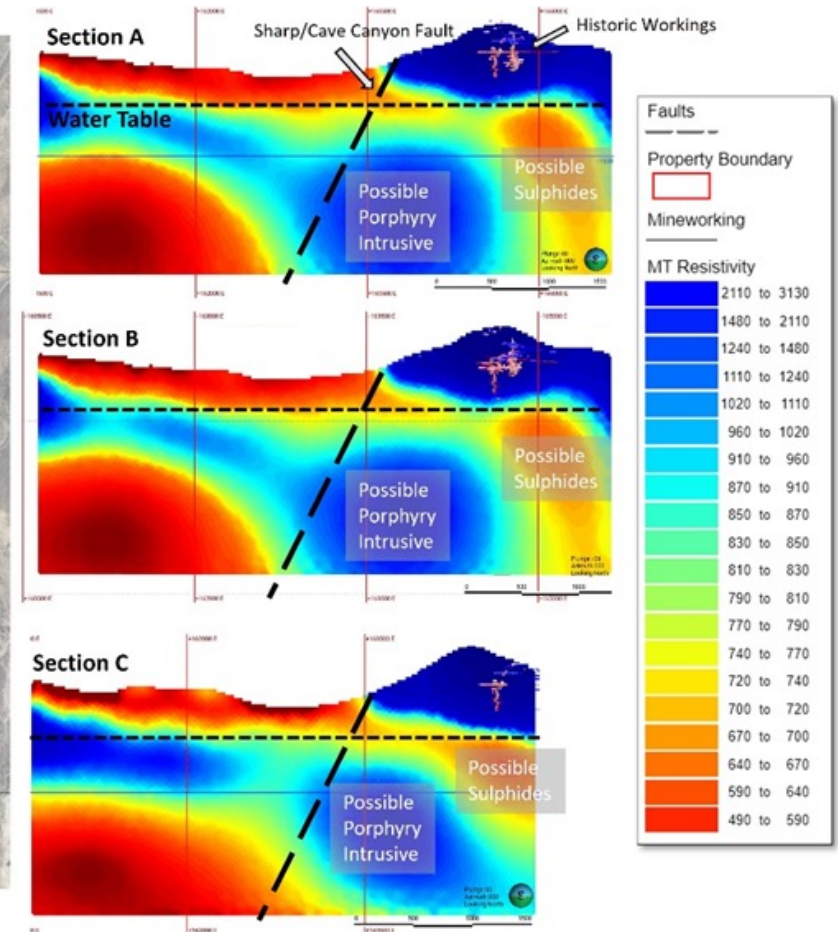 Section A
Sharp/Cave Canyon Fault
Historic Workings
Water Table
Possible
Porphyry
Intrusive
Possible
Sulphides
Section B
Possible
Porphyry
Intrusive
Possible
Sulphides
Section C
Possible
Porphyry
Intrusive
Possible
Sulphides
Faults
Property Boundary
Mineworking
MT Resistivity
2110 to 3130
1480 to 2110
1240 to 1480
1110 to 1240
1020 to 1110
960 to 1020
910 to 960
870 to 910
850 to 870
830 to 850
810 to 830
790 to 810
770 to 790
740 to 770
720 to 740
700 to 720
670 to 700
640 to 670
590 to 640
490 to 590